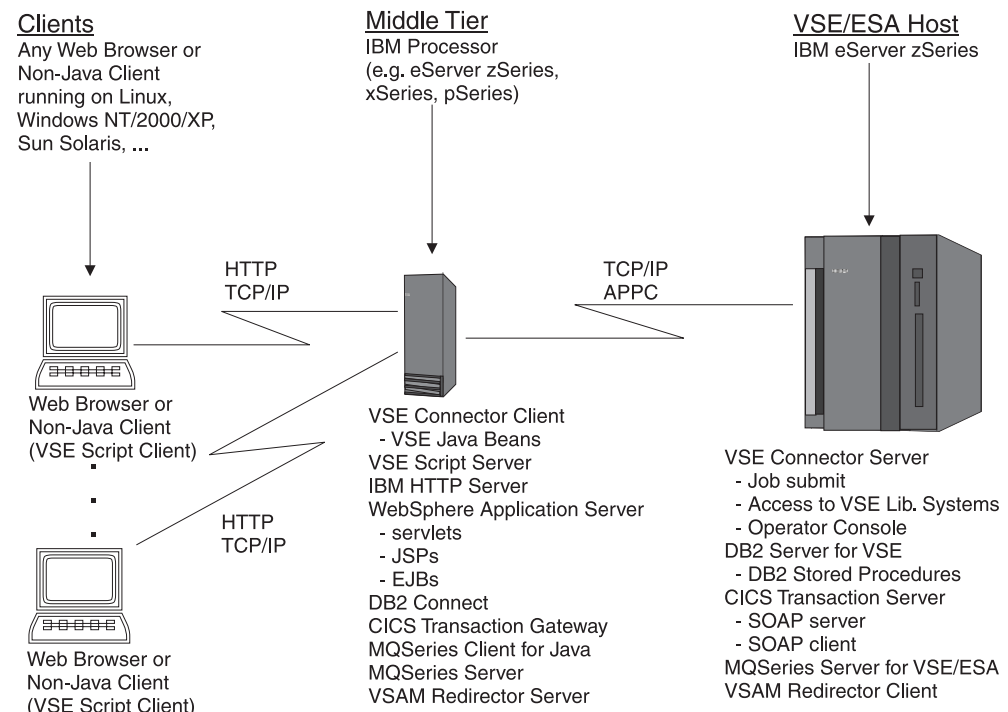 Clients
Any Web Browser or
Non-Java Client
running on Linux,
Windows NT/2000/XP,
Sun Solaris, ...
Middle Tier
IBM Processor
(e.g. eServer zSeries,
xSeries, pSeries)
VSE/ESA Host
IBM eServer zSeries
HTTP
TCP/IP
TCP/IP
APPC
Web Browser or
Non-Java Client
(VSE Script Client)
HTTP
TCP/IP
Web Browser or
Non-Java Client
(VSE Script Client)
VSE Connector Client
- VSE Java Beans
VSE Script Server
IBM HTTP Server
WebSphere Application Server
- servlets
- JSPs
- EJBs
DB2 Connect
CICS Transaction Gateway
MQSeries Client for Java
MQSeries Server
VSAM Redirector Server
VSE Connector Server
- Job submit
- Access to VSE Lib. Systems
- Operator Console
DB2 Server for VSE
- DB2 Stored Procedures
CICS Transaction Server
- SOAP server
- SOAP client
MQSeries Server for VSE/ESA
VSAM Redirector Client